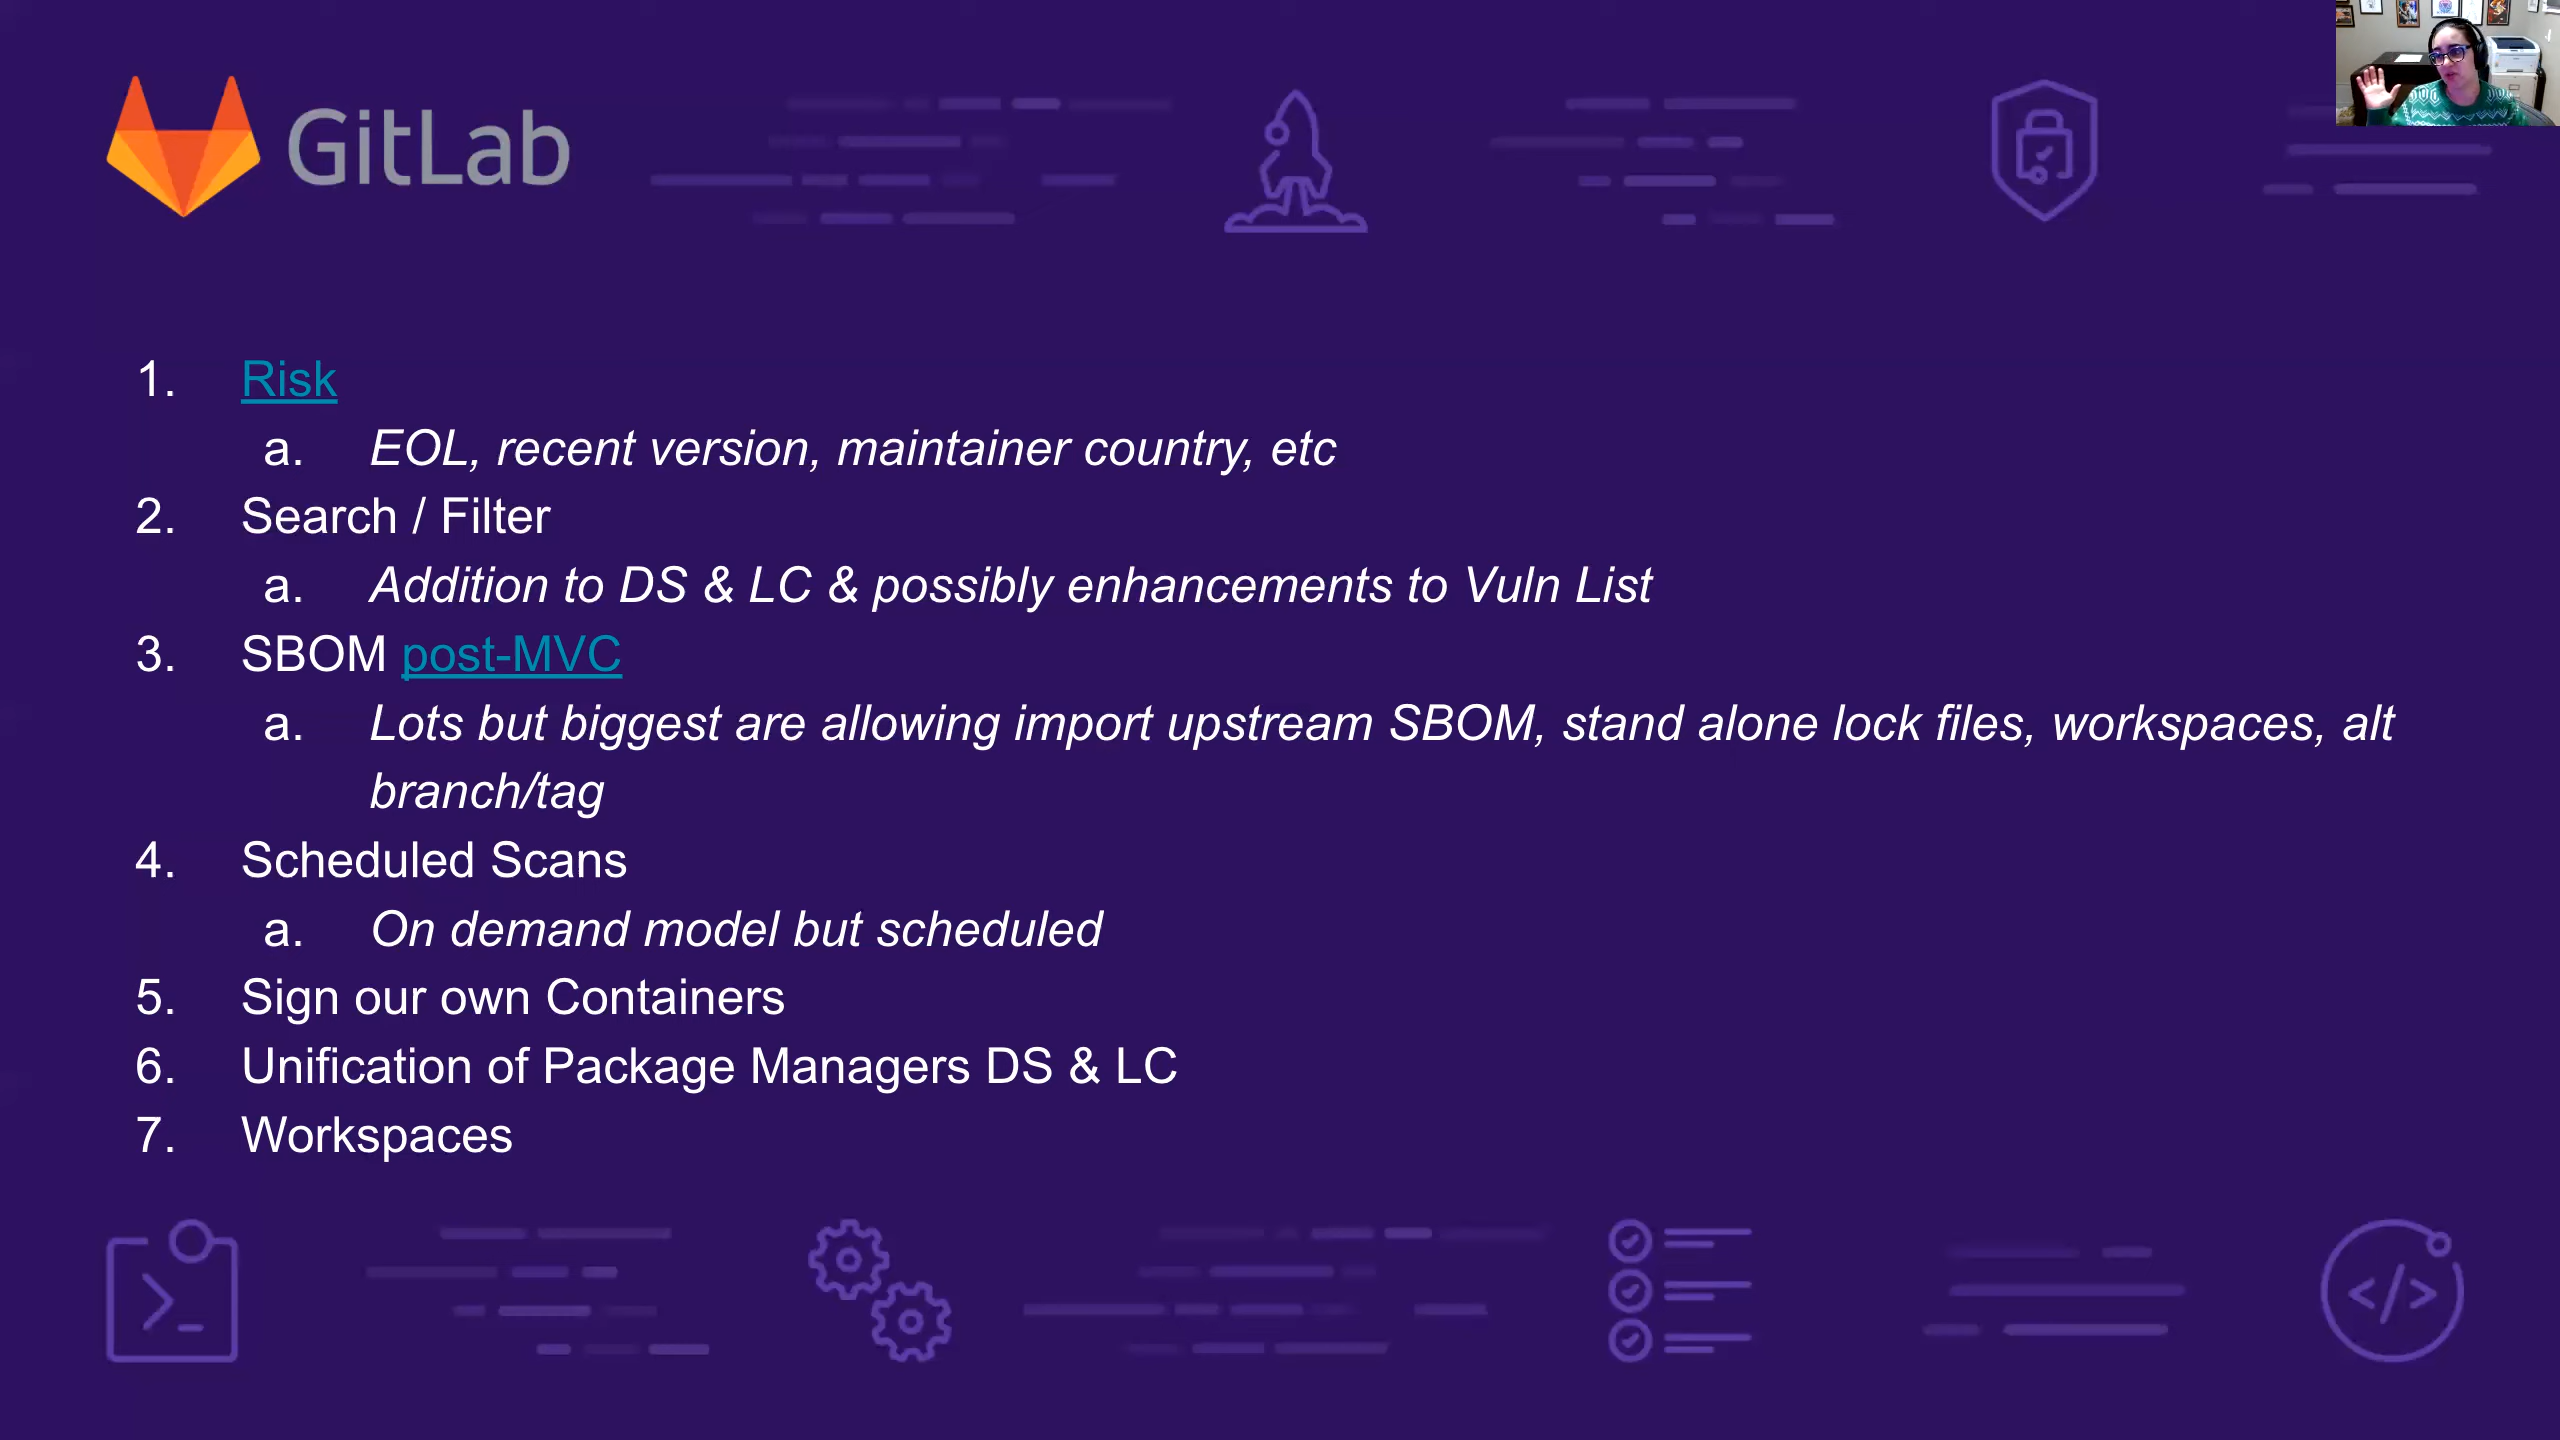 GitLab
1. Risk
a. EOL, recent version, maintainer country, etc
2. Search / Filter
a. Addition to DS & LC & possibly enhancements to Vuln List
3. SBOM post-MVC
a. Lots but biggest are allowing import upstream SBOM, stand alone lock files, workspaces, alt
branch/tag
4. Scheduled Scans
a. On demand model but scheduled
5. Sign our own Containers
6. Unification of Package Managers DS & LC
7. Workspaces